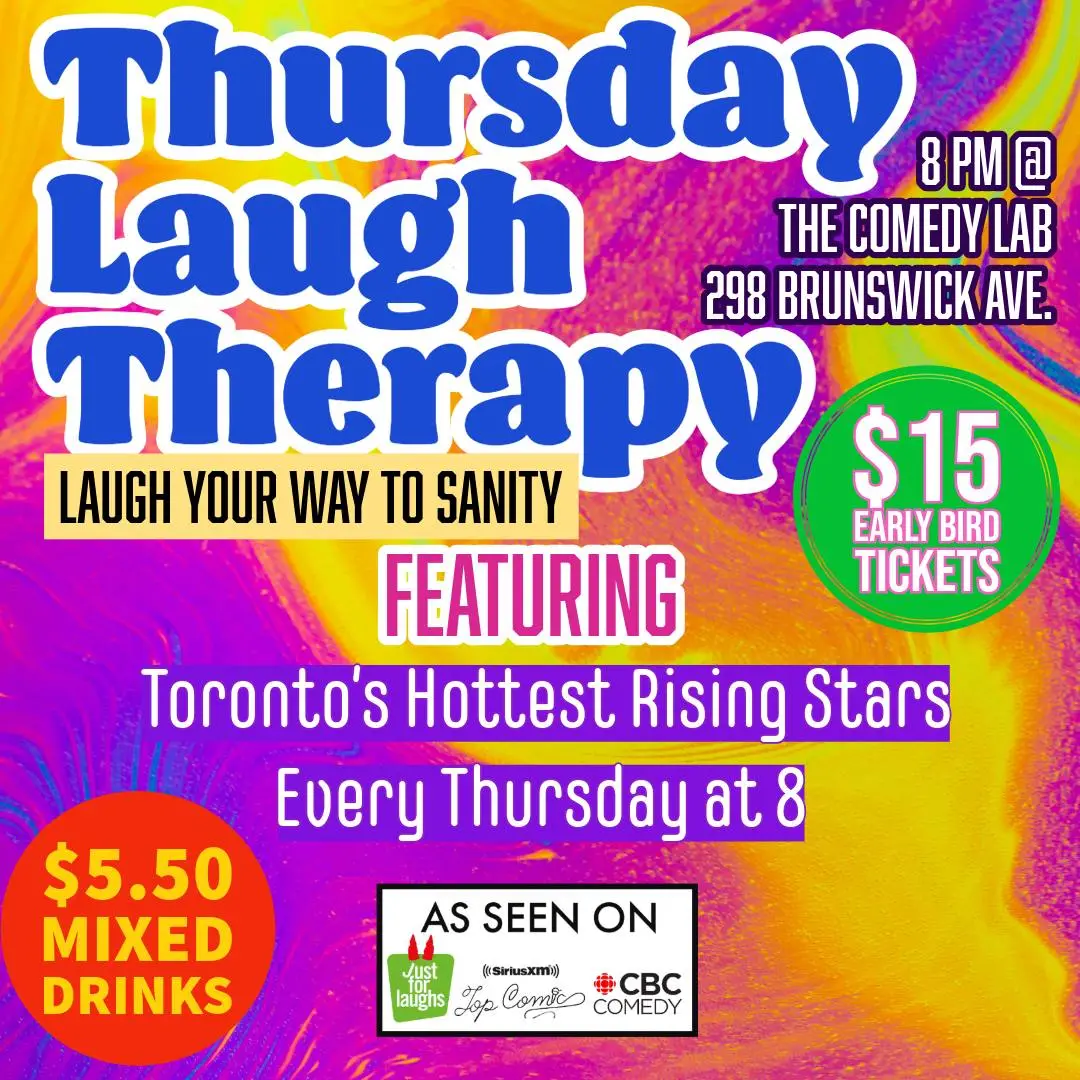 Thursday
Laugh
Therapy
8 PM @
THE COMEDY LAB
298 BRUNSWICK AVE.
LAUGH YOUR WAY TO SANITY
$15
EARLY BIRD
TICKETS
FEATURING
Toronto's Hottest Rising Stars
Every Thursday at 8
$5.50
MIXED
DRINKS
AS SEEN ON
Just
for
laughs
((SiriusXM))
Top Comic
CBC
COMEDY